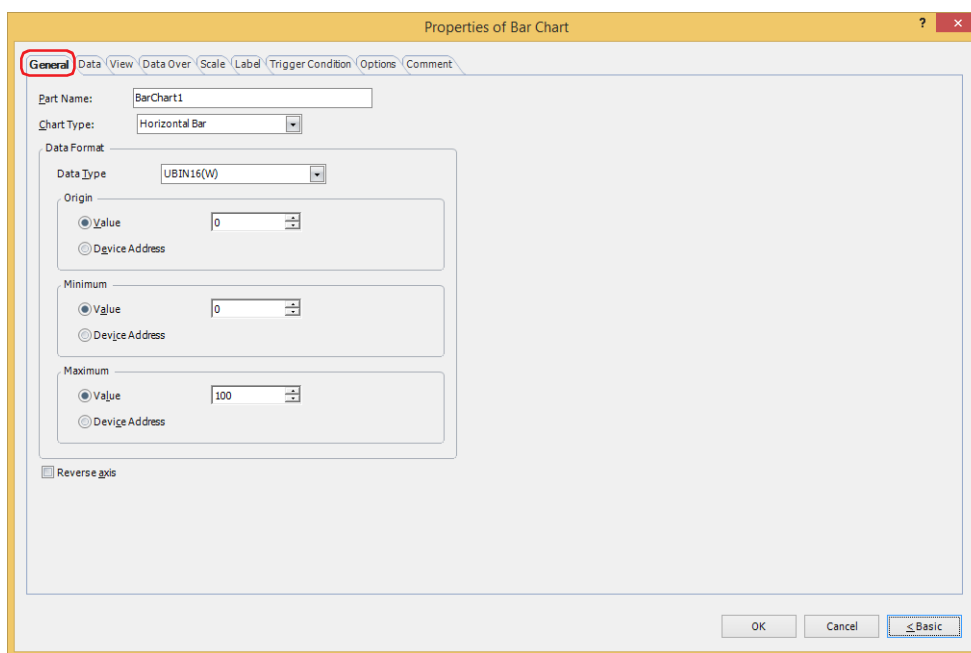 Properties of Bar Chart ? ×
General Data View Data Over Scale Label Trigger Condition Options Comment
Part Name: BarChart1
Chart Type: Horizontal Bar
Data Format
Data Type UBIN16(W)
Origin
Value 0
Device Address
Minimum
Value 0
Device Address
Maximum
Value 100
Device Address
Reverse axis
OK Cancel < Basic